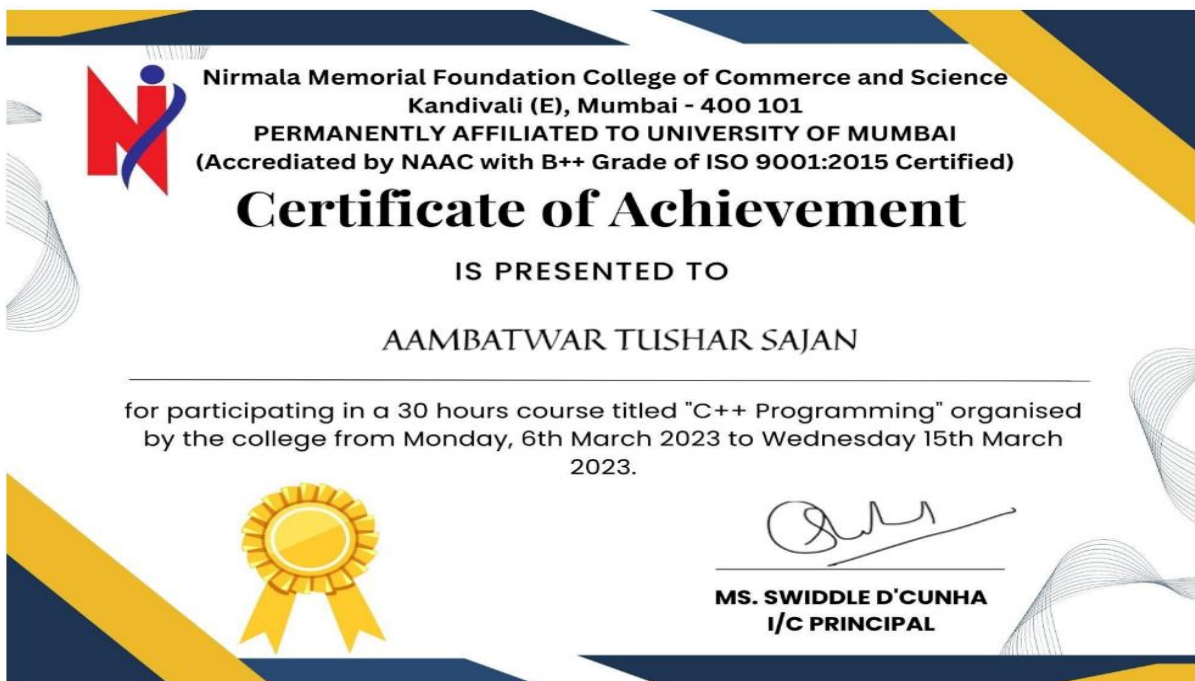 Nirmala Memorial Foundation College of Commerce and Science
Kandivali (E), Mumbai - 400 101
PERMANENTLY AFFILIATED TO UNIVERSITY OF MUMBAI
(Accrediated by NAAC with B++ Grade of ISO 9001:2015 Certified)
Certificate of Achievement
IS PRESENTED TO
AAMBATWAR TUSHAR SAJAN
for participating in a 30 hours course titled "C++ Programming" organised
by the college from Monday, 6th March 2023 to Wednesday 15th March
2023.
MS. SWIDDLE D'CUNHA
I/C PRINCIPAL